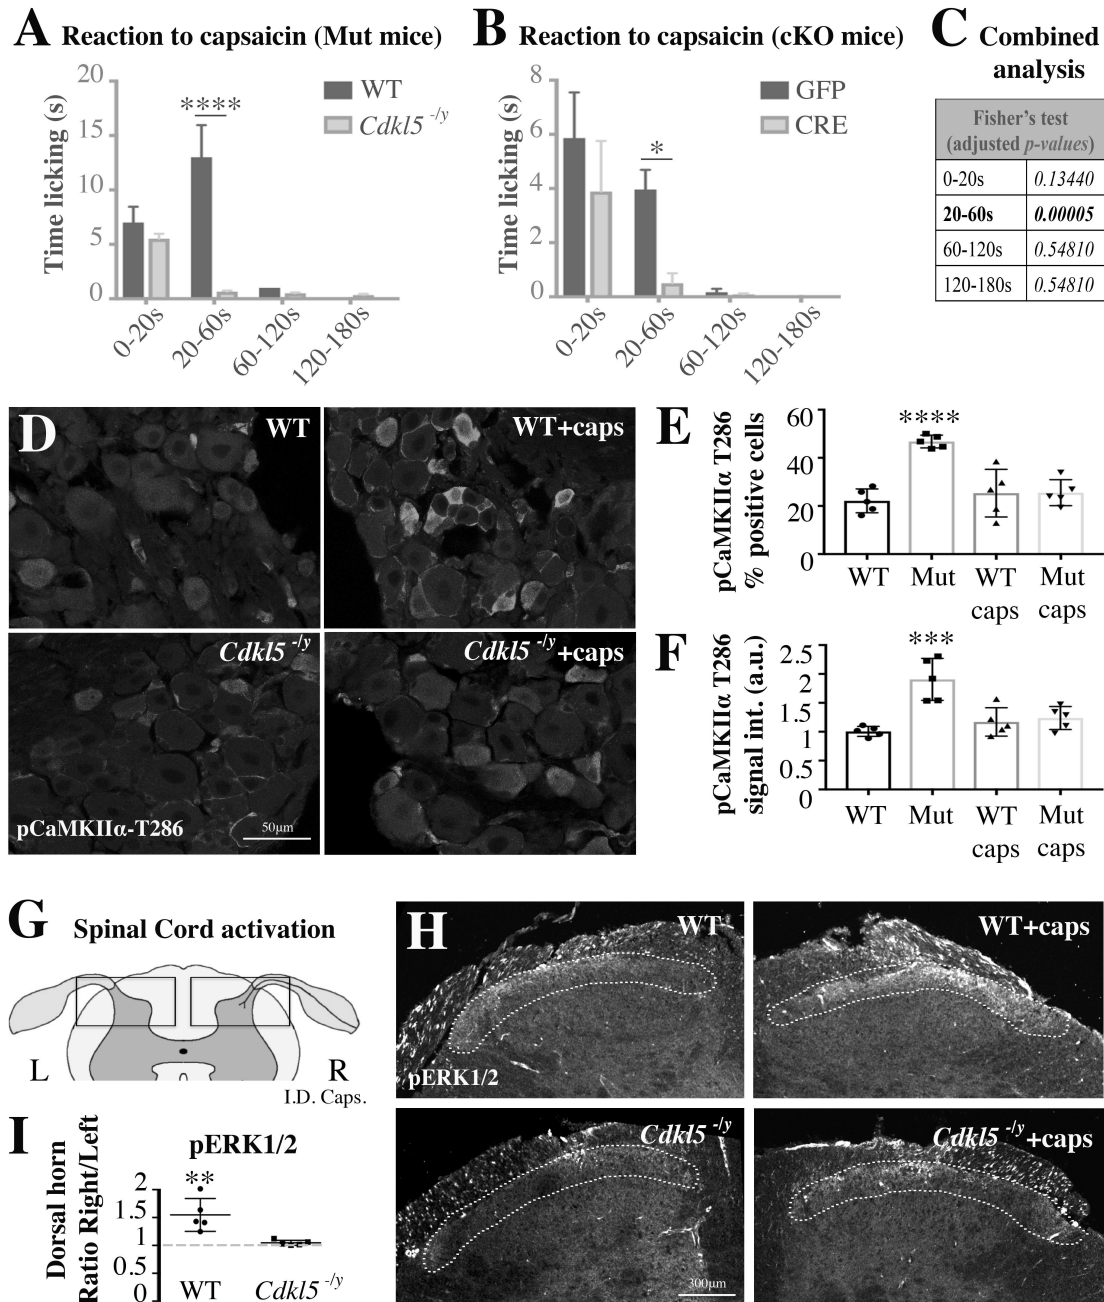 A Reaction to capsaicin (Mut mice)
Time licking (s)
20
15
10
5
0
****
WT
Cdkl5 -/y
0-20s
20-60s
60-120s
120-180s
B Reaction to capsaicin (cKO mice)
Time licking (s)
8
6
4
2
0
*
GFP
CRE
0-20s
20-60s
60-120s
120-180s
C Combined
analysis
Fisher's test
(adjusted p-values)
0-20s 0.13440
20-60s 0.00005
60-120s 0.54810
120-180s 0.54810
D
WT
WT+caps
Cdkl5 -/y
Cdkl5 -/y+caps
pCaMKIIα-T286
50µm
E
pCaMKIIα T286
% positive cells
60
40
20
0
****
WT
Mut
WT
caps
Mut
caps
F
pCaMKIIα T286
signal int. (a.u.)
2.5
2
1.5
1
0.5
0
***
WT
Mut
WT
caps
Mut
caps
G Spinal Cord activation
L
R
I.D. Caps.
H
WT
WT+caps
pERK1/2
Cdkl5 -/y
Cdkl5 -/y+caps
300µm
I
pERK1/2
Dorsal horn
Ratio Right/Left
2
1.5
1
0.5
0
**
WT
Cdkl5 -/y